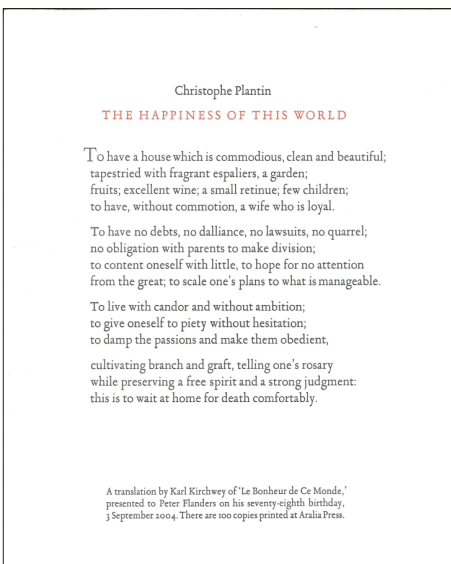 Christophe Plantin
THE HAPPINESS OF THIS WORLD
To have a house which is commodious, clean and beautiful;
tapestried with fragrant espaliers, a garden;
fruits; excellent wine; a small retinue; few children;
to have, without commotion, a wife who is loyal.
To have no debts, no dalliance, no lawsuits, no quarrel;
no obligation with parents to make division;
to content oneself with little, to hope for no attention
from the great; to scale one's plans to what is manageable.
To live with candor and without ambition;
to give oneself to piety without hesitation;
to damp the passions and make them obedient,
cultivating branch and graft, telling one's rosary
while preserving a free spirit and a strong judgment:
this is to wait at home for death comfortably.
A translation by Karl Kirchwey of 'Le Bonheur de Ce Monde,'
presented to Peter Flanders on his seventy-eighth birthday,
3 September 2004. There are 100 copies printed at Aralia Press.